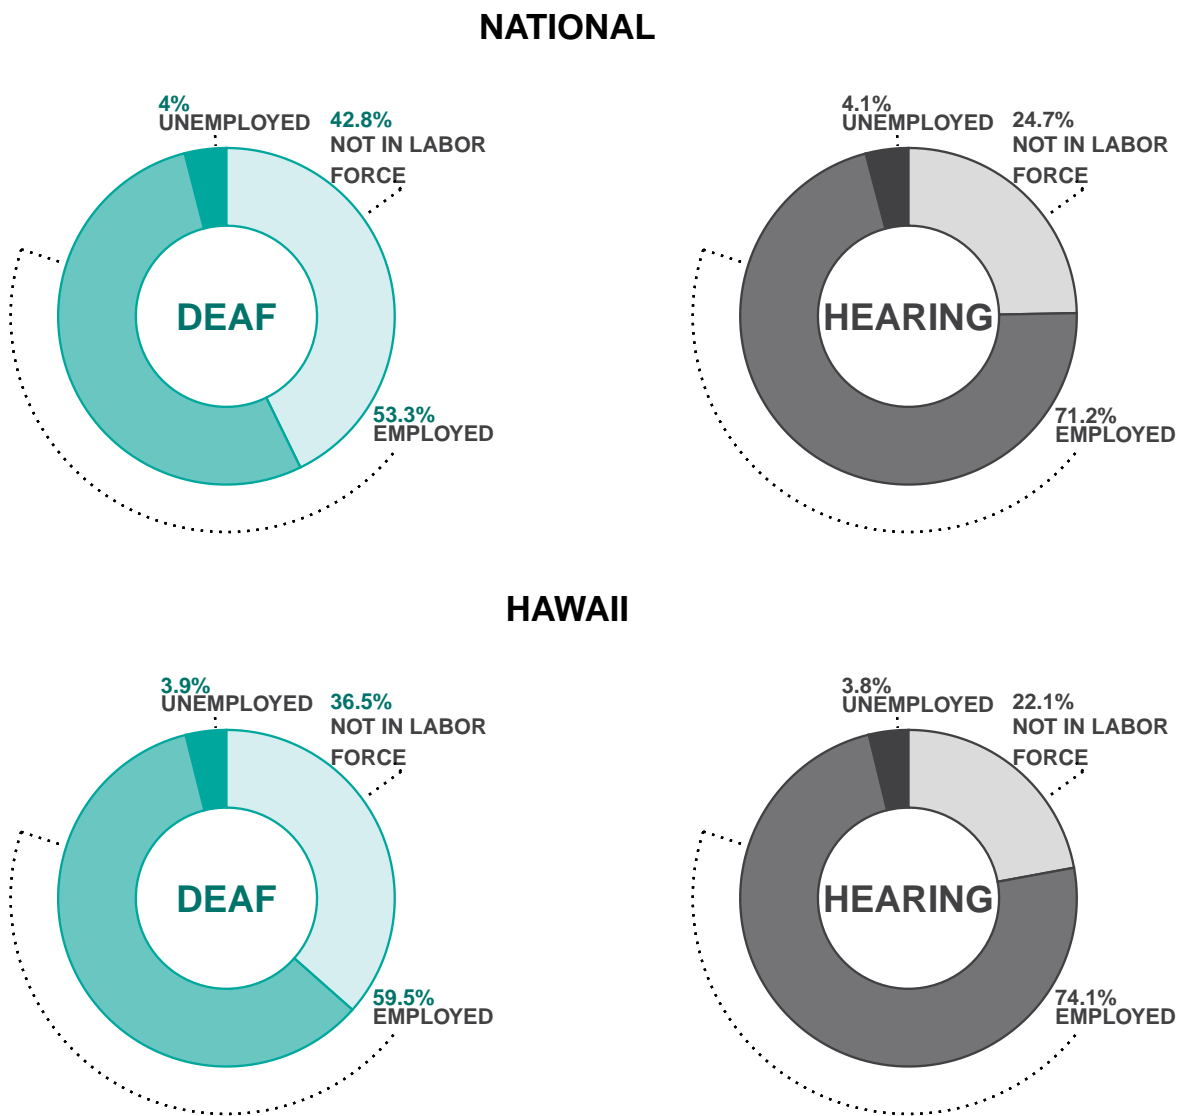 NATIONAL
4%
UNEMPLOYED
42.8%
NOT IN LABOR
FORCE
DEAF
53.3%
EMPLOYED
4.1%
UNEMPLOYED
24.7%
NOT IN LABOR
FORCE
HEARING
71.2%
EMPLOYED
HAWAII
3.9%
UNEMPLOYED
36.5%
NOT IN LABOR
FORCE
DEAF
59.5%
EMPLOYED
3.8%
UNEMPLOYED
22.1%
NOT IN LABOR
FORCE
HEARING
74.1%
EMPLOYED